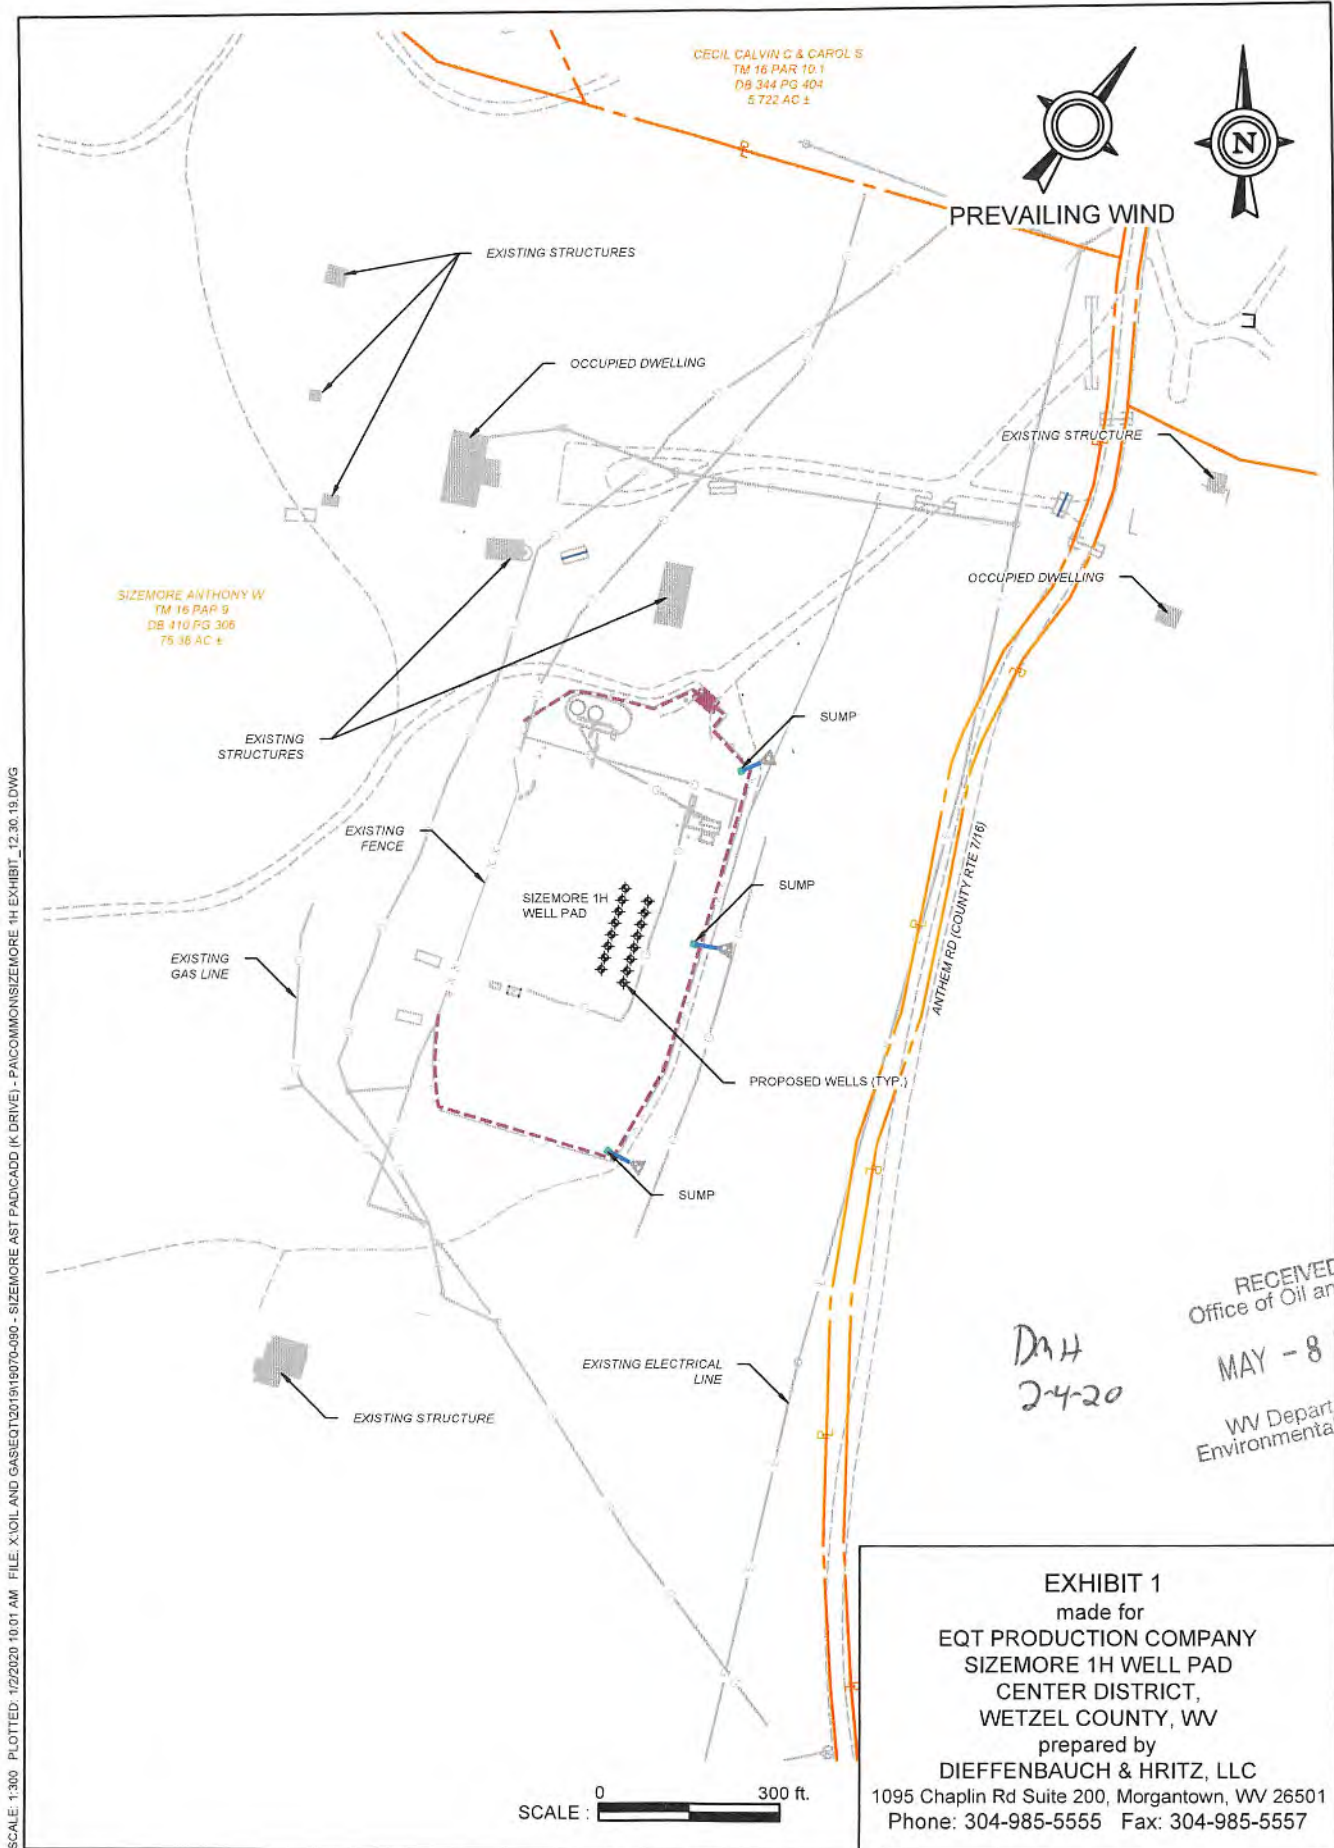 CECIL CALVIN C & CAROL S
TM 16 PAR 10.1
DB 344 PG 404
5.722 AC ±
N
PREVAILING WIND
EXISTING STRUCTURES
OCCUPIED DWELLING
EXISTING STRUCTURE
OCCUPIED DWELLING
SIZEMORE ANTHONY W
TM 16 PAR 9
DB 410 PG 306
AC ±
EXISTING
STRUCTURES
SUMP
EXISTING
FENCE
SIZEMORE 1H
WELL PAD
SUMP
ANTHEM RD (COUNTY RTE 7/16)
EXISTING
GAS LINE
PROPOSED WELLS (TYP.)
SUMP
EXISTING ELECTRICAL
LINE
EXISTING STRUCTURE
DMH
2-4-20
RECEIVED
Office of Oil an
MAY - 8
WV Depart
Environmenta
EXHIBIT 1
made for
EQT PRODUCTION COMPANY
SIZEMORE 1H WELL PAD
CENTER DISTRICT,
WETZEL COUNTY, WV
prepared by
DIEFFENBAUCH & HRITZ, LLC
1095 Chaplin Rd Suite 200, Morgantown, WV 26501
Phone: 304-985-5555 Fax: 304-985-5557
SCALE : 0 300 ft.
SCALE: 1:300 PLOTTED: 1/2/2020 10:01 AM FILE: X:\OIL AND GAS\EQT\2019\19070-090 - SIZEMORE AST PAD\CADD (K DRIVE) - PA\COMMON\SIZEMORE 1H EXHIBIT_12.30.19.DWG